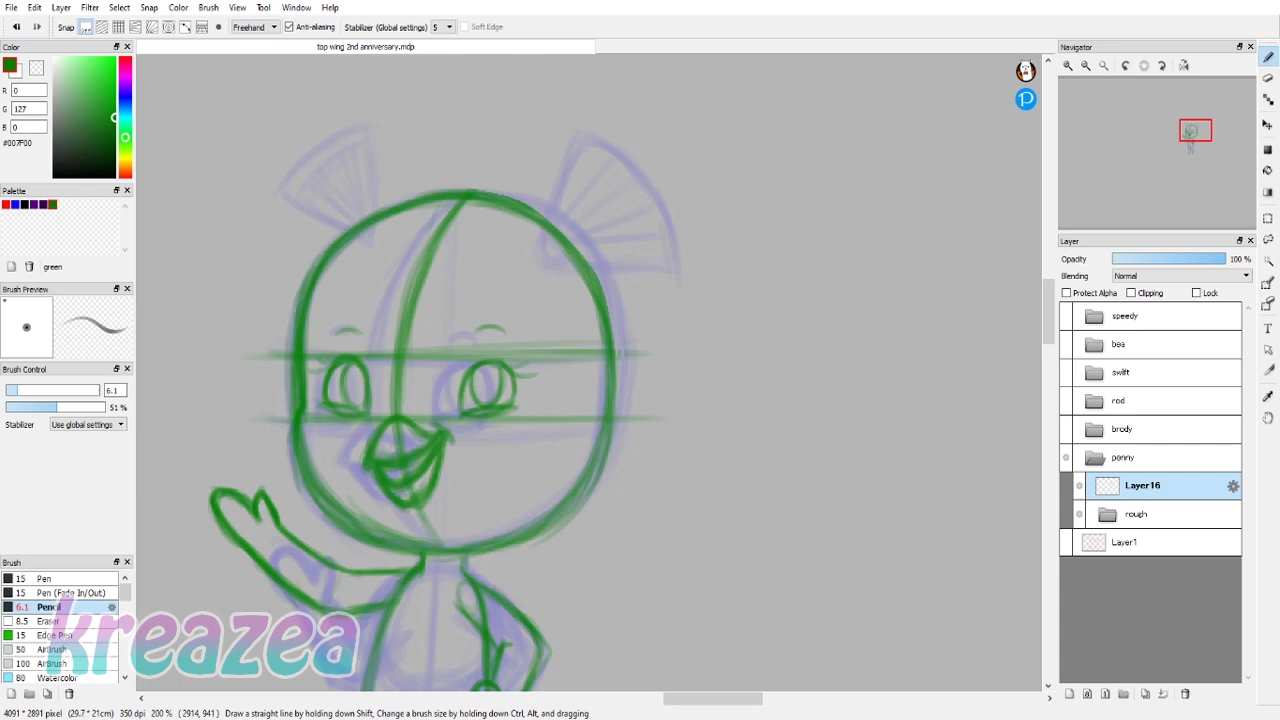 File Edit Layer Filter Select Snap Color Brush View Tool Window Help
Snap
Freehand
Anti-aliasing
Stabilizer (Global settings)
5
Soft Edge
top wing 2nd anniversary.mdp
Color
R 0
G 127
B 0
#007F00
Palette
green
Brush Preview
Brush Control
6.1
51 %
Stabilizer
Use global settings
Brush
15 Pen
15 Pen (Fade In/Out)
6.1 Pencil
8.5 Eraser
15 Edge Pen
50 AirBrush
100 AirBrush
80 Watercolor
kreazea
Navigator
Layer
Opacity 100 %
Blending Normal
Protect Alpha Clipping Lock
speedy
bea
swift
rod
brody
penny
Layer16
rough
Layer1
4091 * 2891 pixel (29.7 * 21cm) 350 dpi 200 % ( 2914, 941 ) Draw a straight line by holding down Shift, Change a brush size by holding down Ctrl, Alt, and dragging